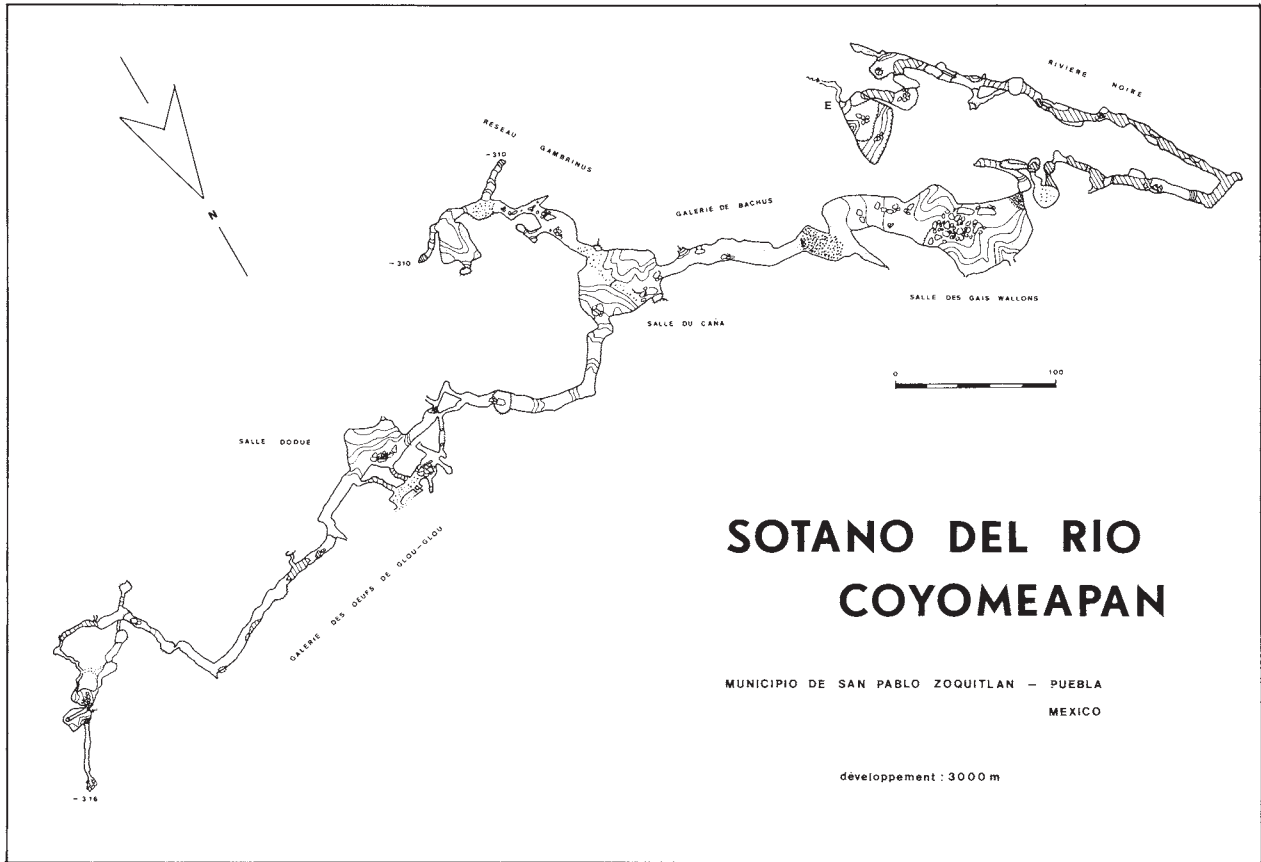 RIVIERE NOIRE
E
RESEAU GAMBRINUS
-310
-310
GALERIE DE BACHUS
SALLE DES GAIS WALLONS
SALLE DU CAÑA
0 100
N
SALLE DODUE
GALERIE DES OEUFS DE GLOU-GLOU
-316
SOTANO DEL RIO
COYOMEAPAN
MUNICIPIO DE SAN PABLO ZOQUITLAN — PUEBLA
MEXICO
développement : 3000 m